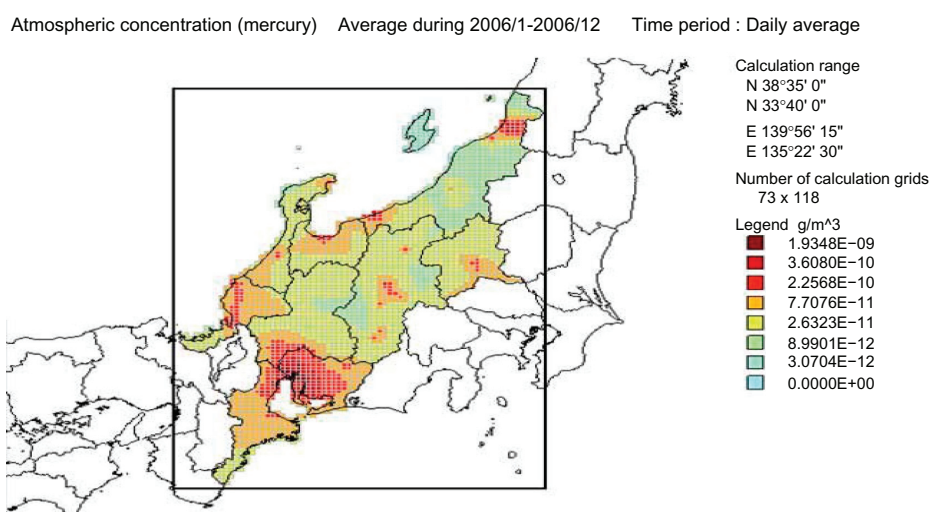 Atmospheric concentration (mercury) Average during 2006/1-2006/12 Time period : Daily average
Calculation range
N 38°35' 0"
N 33°40' 0"
E 139°56' 15"
E 135°22' 30"
Number of calculation grids
73 x 118
Legend g/m^3
1.9348E−09
3.6080E−10
2.2568E−10
7.7076E−11
2.6323E−11
8.9901E−12
3.0704E−12
0.0000E+00